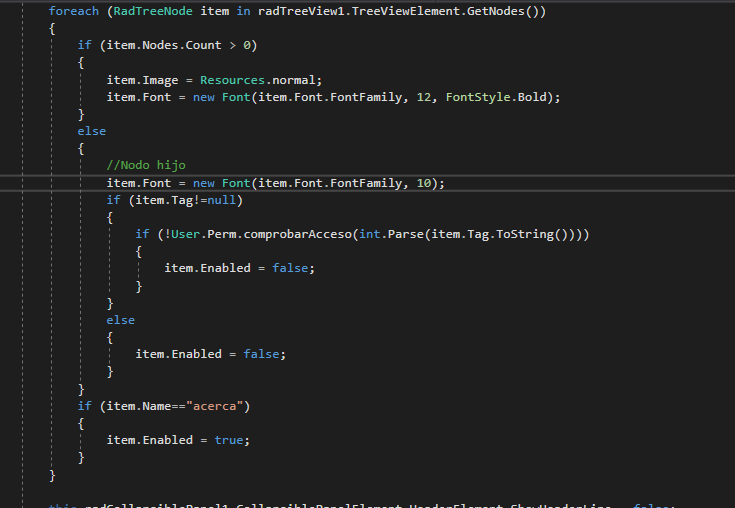 foreach (RadTreeNode item in radTreeView1.TreeViewElement.GetNodes())
{
if (item.Nodes.Count > 0)
{
item.Image = Resources.normal;
item.Font = new Font(item.Font.FontFamily, 12, FontStyle.Bold);
}
else
{
//Nodo hijo
item.Font = new Font(item.Font.FontFamily, 10);
if (item.Tag!=null)
{
if (!User.Perm.comprobarAcceso(int.Parse(item.Tag.ToString())))
{
item.Enabled = false;
}
}
else
{
item.Enabled = false;
}
}
if (item.Name=="acerca")
{
item.Enabled = true;
}
}